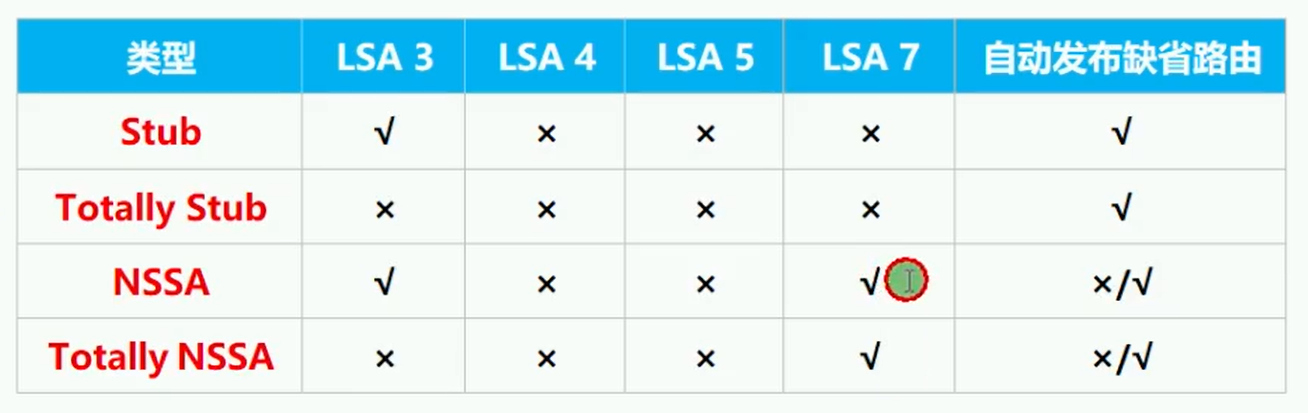 类型 LSA 3 LSA 4 LSA 5 LSA 7 自动发布缺省路由
Stub √ × × × √
Totally Stub × × × × √
NSSA √ × × √ ×/√
Totally NSSA × × × √ ×/√